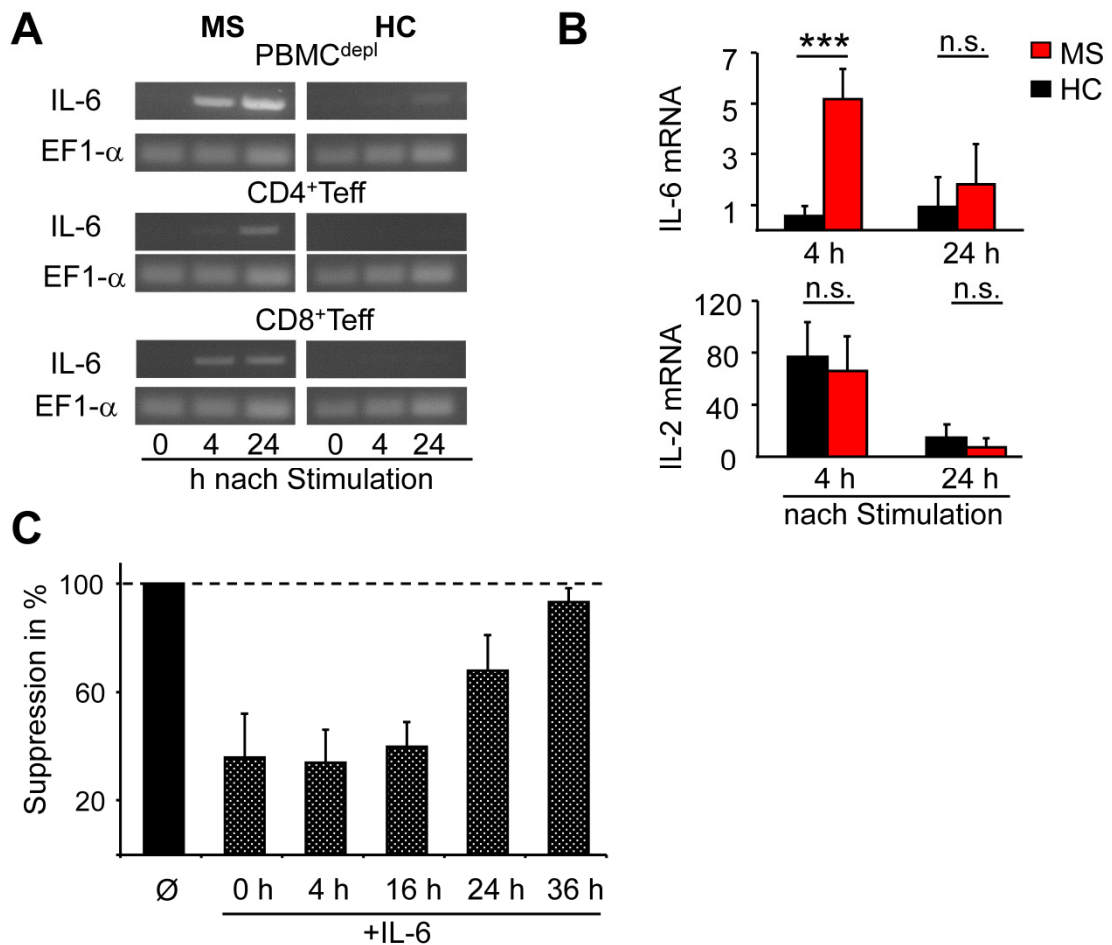 A
MS HC
PBMCdepl
IL-6
EF1-α
CD4+Teff
IL-6
EF1-α
CD8+Teff
IL-6
EF1-α
0 4 24 0 4 24
h nach Stimulation
B
*** n.s.
MS
HC
IL-6 mRNA
7
5
3
1
4 h 24 h
n.s. n.s.
IL-2 mRNA
120
80
40
0
4 h 24 h
nach Stimulation
C
Suppression in %
100
60
20
Ø 0 h 4 h 16 h 24 h 36 h
+IL-6